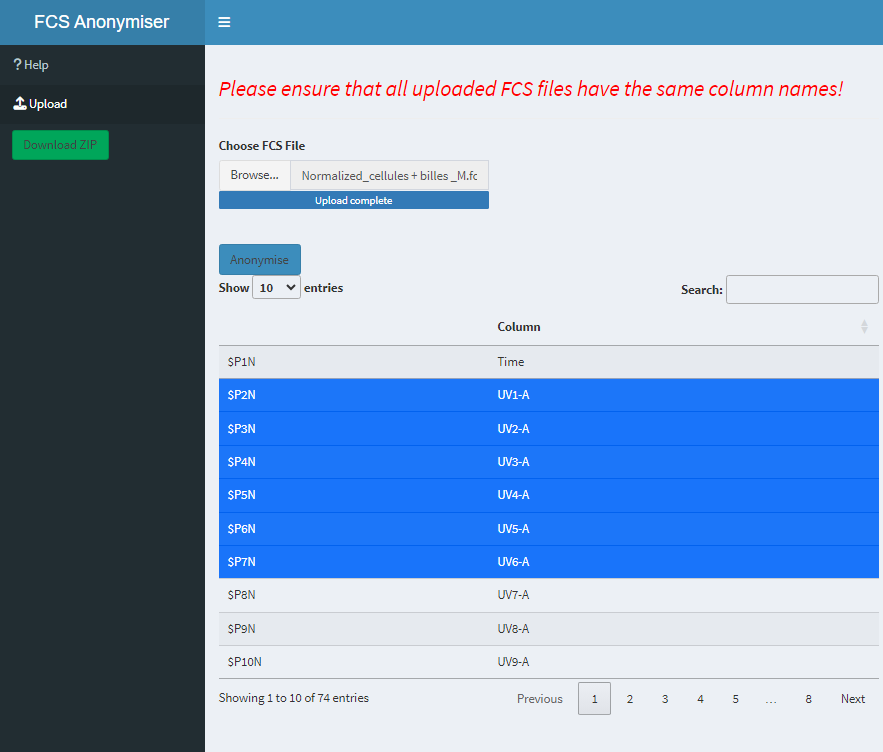 FCS Anonymiser
? Help
Upload
Download ZIP
Please ensure that all uploaded FCS files have the same column names!
Choose FCS File
Browse... Normalized_cellules + billes _M.fc
Upload complete
Anonymise
Show 10 entries Search:
Column
$P1N Time
$P2N UV1-A
$P3N UV2-A
$P4N UV3-A
$P5N UV4-A
$P6N UV5-A
$P7N UV6-A
$P8N UV7-A
$P9N UV8-A
$P10N UV9-A
Showing 1 to 10 of 74 entries Previous 1 2 3 4 5 … 8 Next